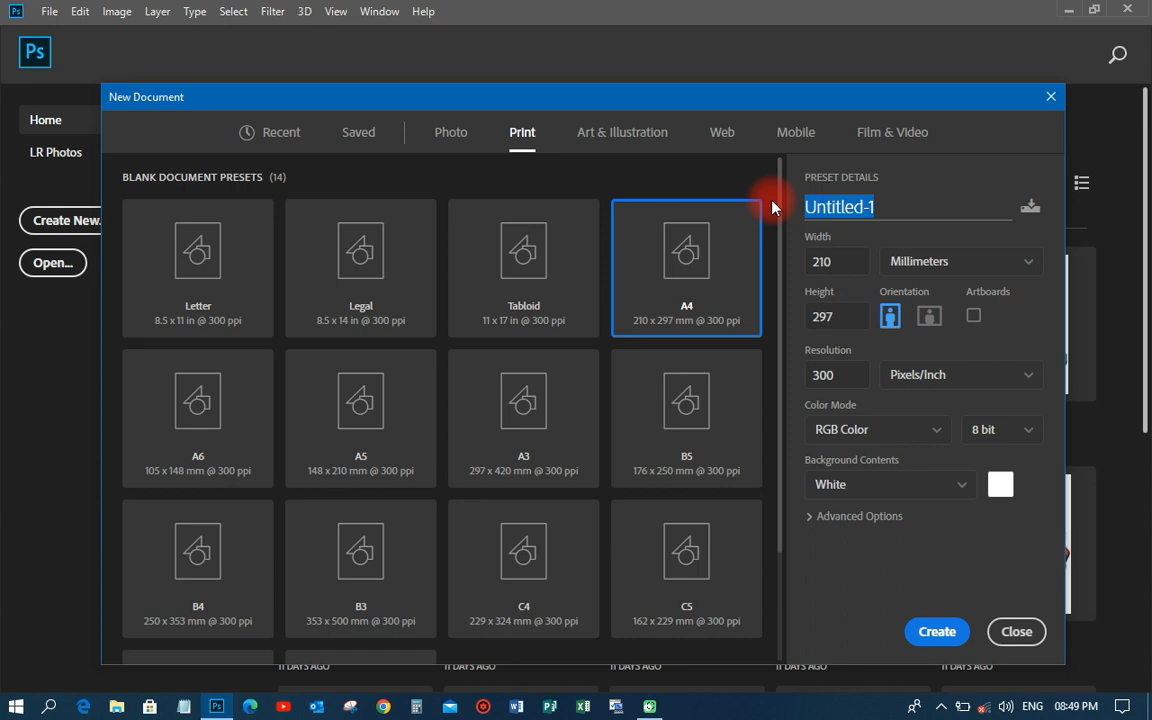 Ps File Edit Image Layer Type Select Filter 3D View Window Help
Ps
New Document
Home
LR Photos
Create New.
Open...
Recent Saved Photo Print Art & Illustration Web Mobile Film & Video
BLANK DOCUMENT PRESETS (14)
Letter
8.5 x 11 in @ 300 ppi
Legal
8.5 x 14 in @ 300 ppi
Tabloid
11 x 17 in @ 300 ppi
A4
210 x 297 mm @ 300 ppi
A6
105 x 148 mm @ 300 ppi
A5
148 x 210 mm @ 300 ppi
A3
297 x 420 mm @ 300 ppi
B5
176 x 250 mm @ 300 ppi
B4
250 x 353 mm @ 300 ppi
B3
353 x 500 mm @ 300 ppi
C4
229 x 324 mm @ 300 ppi
C5
162 x 229 mm @ 300 ppi
PRESET DETAILS
Untitled-1
Width
210 Millimeters
Height Orientation Artboards
297
Resolution
300 Pixels/Inch
Color Mode
RGB Color 8 bit
Background Contents
White
Advanced Options
Create Close
11 DAYS AGO 11 DAYS AGO 11 DAYS AGO 11 DAYS AGO 11 DAYS AGO
ENG 08:49 PM